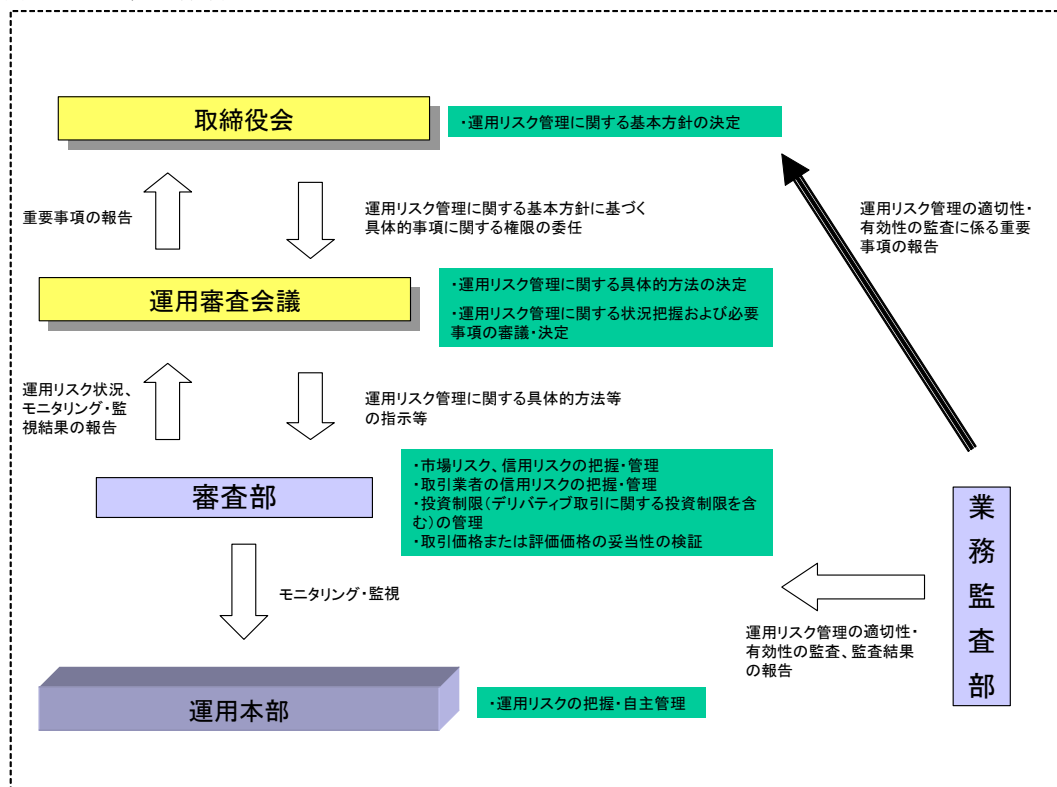 取締役会
・運用リスク管理に関する基本方針の決定
重要事項の報告
運用リスク管理に関する基本方針に基づく
具体的事項に関する権限の委任
運用リスク管理の適切性・
有効性の監査に係る重要
事項の報告
運用審査会議
・運用リスク管理に関する具体的方法の決定
・運用リスク管理に関する状況把握および必要
事項の審議・決定
運用リスク状況、
モニタリング・監
視結果の報告
運用リスク管理に関する具体的方法等
の指示等
審査部
・市場リスク、信用リスクの把握・管理
・取引業者の信用リスクの把握・管理
・投資制限(デリバティブ取引に関する投資制限を含
む)の管理
・取引価格または評価価格の妥当性の検証
業務監査部
モニタリング・監視
運用リスク管理の適切性・
有効性の監査、監査結果
の報告
運用本部
・運用リスクの把握・自主管理